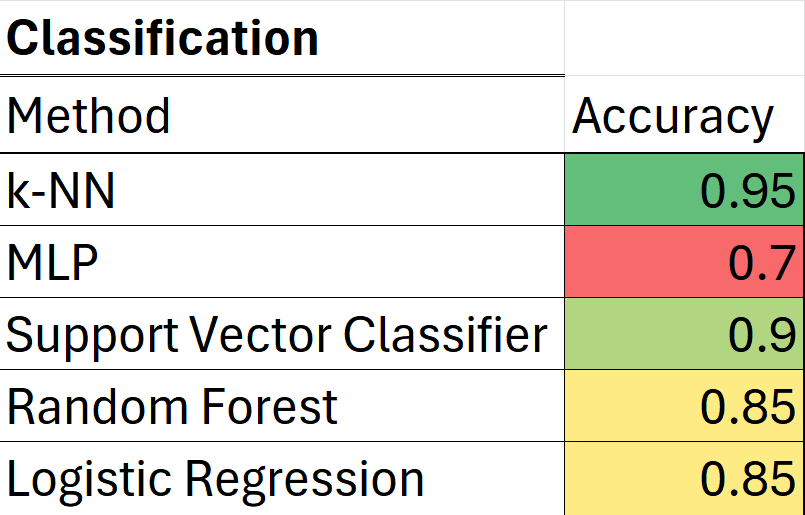 Classification
Method Accuracy
k-NN 0.95
MLP 0.7
Support Vector Classifier 0.9
Random Forest 0.85
Logistic Regression 0.85